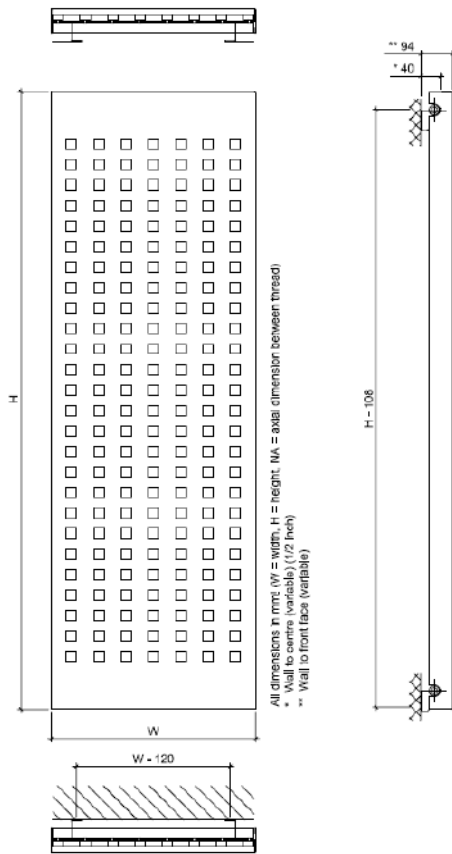 ** 94
* 40
H
H - 108
All dimensions in mm! (W = width, H = height, NA = axial dimension between thread)
* Wall to centre (variable) (1/2 inch)
** Wall to front face (variable)
W
W - 120